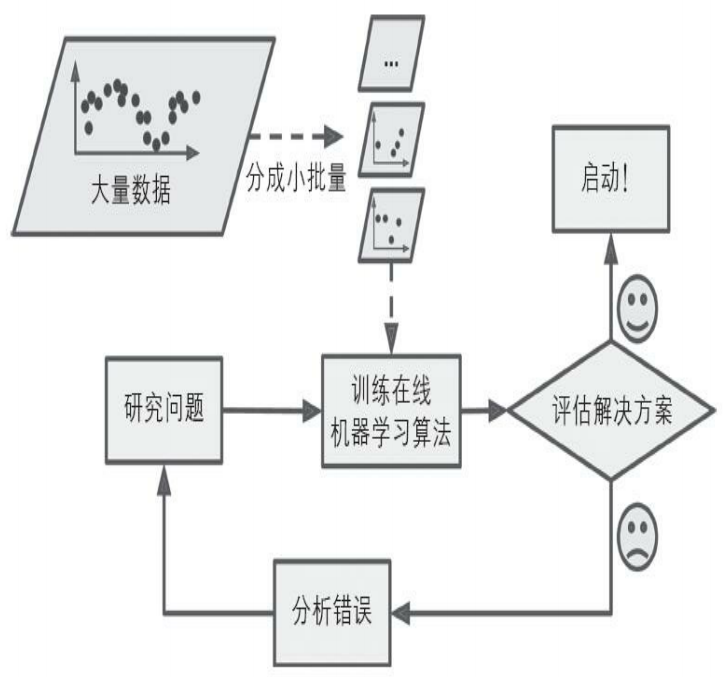 ...
大量数据
分成小批量
启动!
研究问题
训练在线
机器学习算法
评估解决方案
分析错误